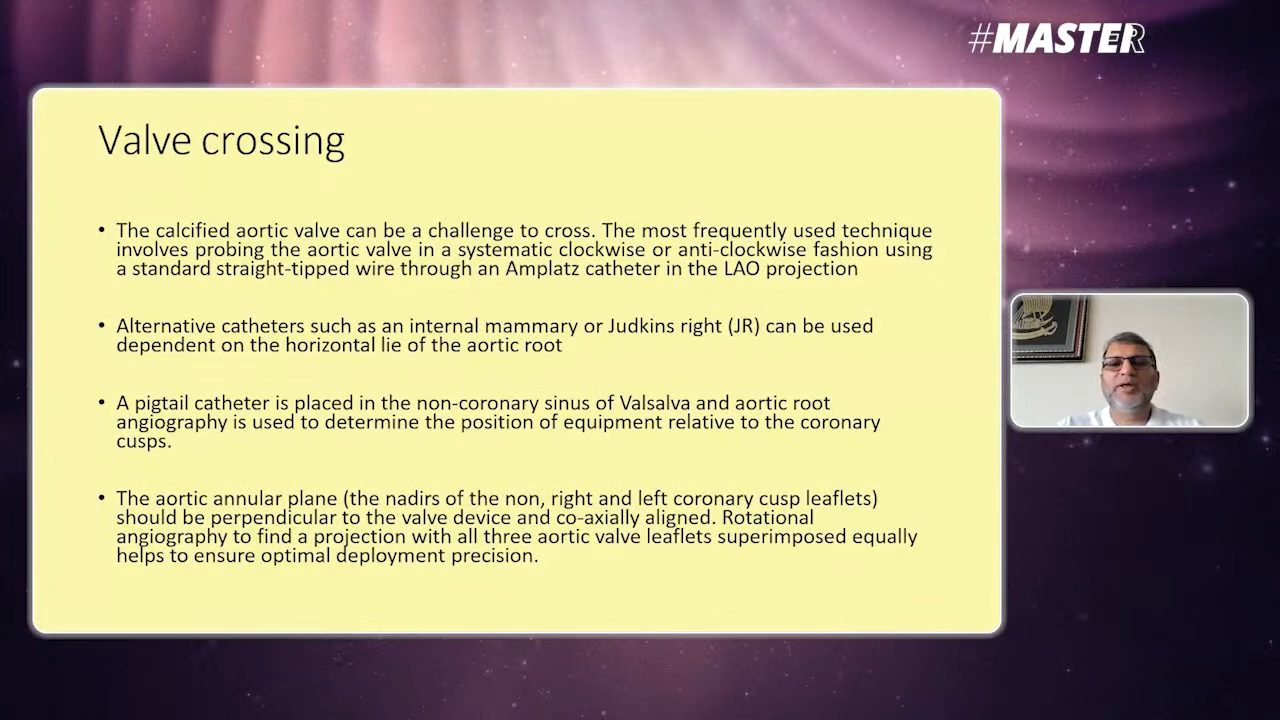 #MASTER
Valve crossing
• The calcified aortic valve can be a challenge to cross. The most frequently used technique
involves probing the aortic valve in a systematic clockwise or anti-clockwise fashion using
a standard straight-tipped wire through an Amplatz catheter in the LAO projection
• Alternative catheters such as an internal mammary or Judkins right (JR) can be used
dependent on the horizontal lie of the aortic root
• A pigtail catheter is placed in the non-coronary sinus of Valsalva and aortic root
angiography is used to determine the position of equipment relative to the coronary
cusps.
• The aortic annular plane (the nadirs of the non, right and left coronary cusp leaflets)
should be perpendicular to the valve device and co-axially aligned. Rotational
angiography to find a projection with all three aortic valve leaflets superimposed equally
helps to ensure optimal deployment precision.